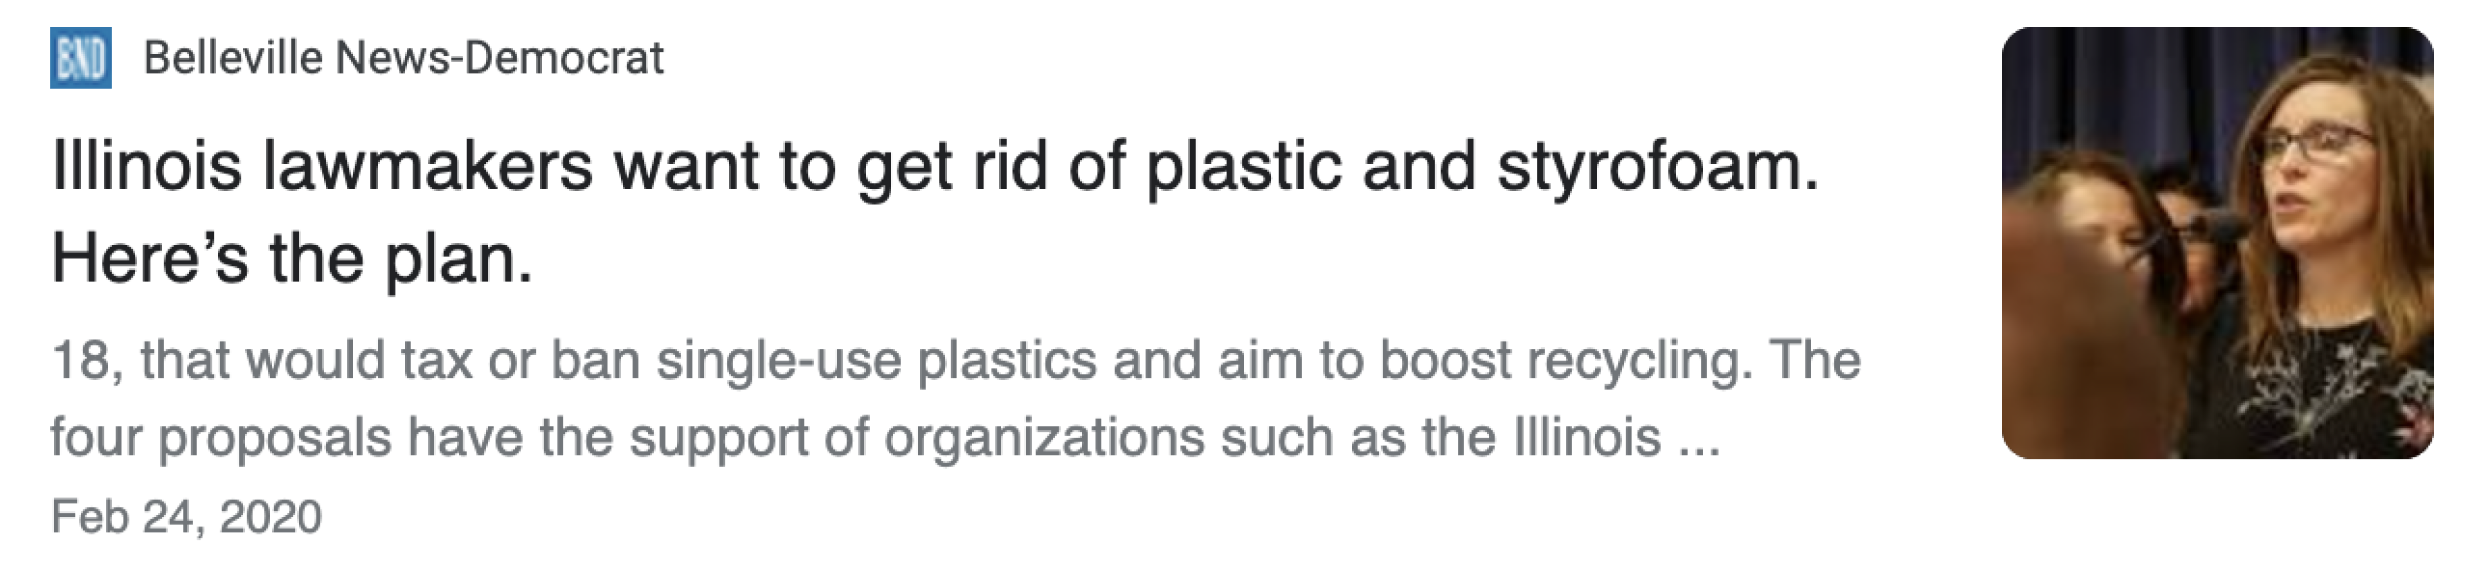 BND Belleville News-Democrat
Illinois lawmakers want to get rid of plastic and styrofoam.
Here’s the plan.
18, that would tax or ban single-use plastics and aim to boost recycling. The
four proposals have the support of organizations such as the Illinois ...
Feb 24, 2020